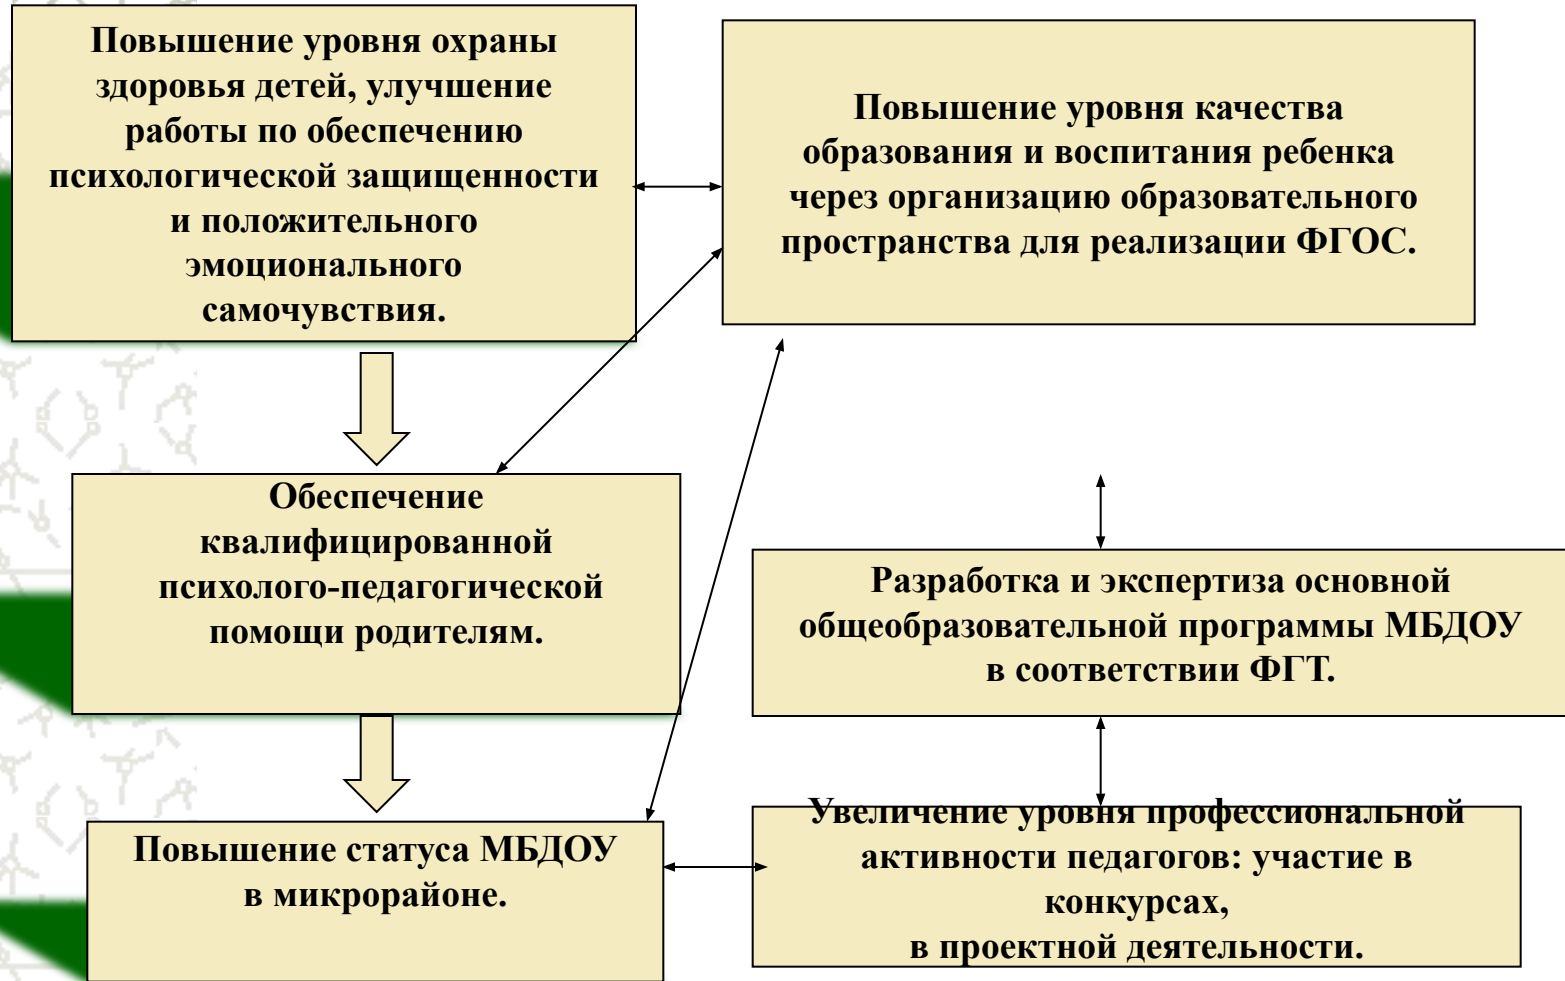 Повышение уровня охраны
здоровья детей, улучшение
работы по обеспечению
психологической защищенности
и положительного
эмоционального
самочувствия.
Повышение уровня качества
образования и воспитания ребенка
через организацию образовательного
пространства для реализации ФГОС.
Обеспечение
квалифицированной
психолого-педагогической
помощи родителям.
Разработка и экспертиза основной
общеобразовательной программы МБДОУ
в соответствии ФГТ.
Повышение статуса МБДОУ
в микрорайоне.
Увеличение уровня профессиональной
активности педагогов: участие в
конкурсах,
в проектной деятельности.